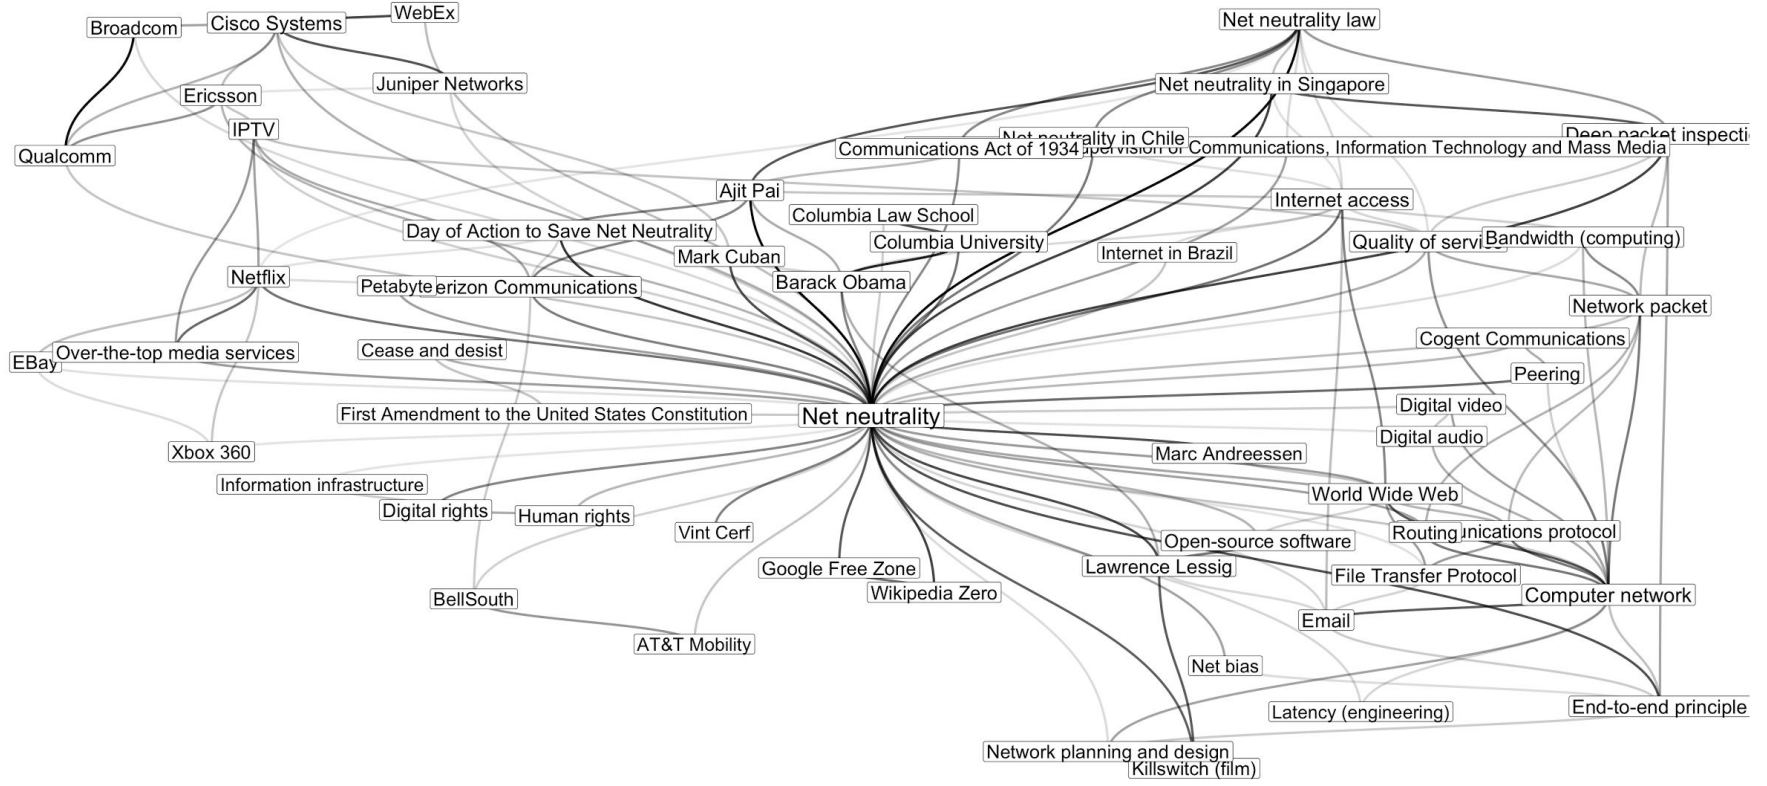 WebEx
Net neutrality law
Cisco Systems
Broadcom
Juniper Networks
Net neutrality in Singapore
Ericsson
IPTV
Deep packet inspecti
Net neutrality in Chile
Communications Act of 1934
Communications, Information Technology and Mass Media
Qualcomm
Ajit Pai
Internet access
Columbia Law School
Day of Action to Save Net Neutrality
Columbia University
Quality of servi
Bandwidth (computing)
Mark Cuban
Internet in Brazil
Netflix
Barack Obama
Petabyte
erizon Communications
Network packet
Cogent Communications
Cease and desist
Over-the-top media services
EBay
Peering
Digital video
First Amendment to the United States Constitution
Net neutrality
Digital audio
Xbox 360
Marc Andreessen
Information infrastructure
World Wide Web
Digital rights
Human rights
Vint Cerf
Routing
unications protocol
Open-source software
Google Free Zone
Lawrence Lessig
File Transfer Protocol
Wikipedia Zero
Computer network
BellSouth
Email
AT&T Mobility
Net bias
End-to-end principle
Latency (engineering)
Network planning and design
Killswitch (film)